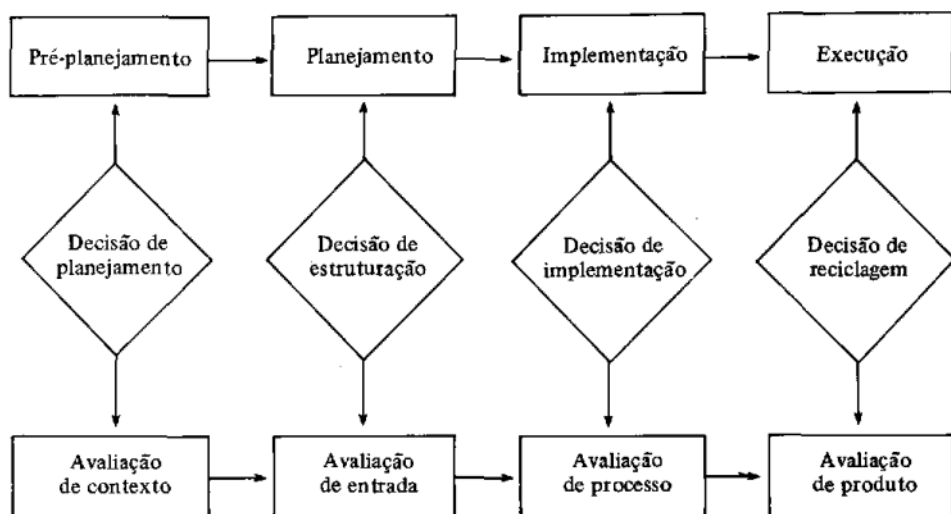 Pré-planejamento
Planejamento
Implementação
Execução
Decisão de
planejamento
Decisão de
estruturação
Decisão de
implementação
Decisão de
reciclagem
Avaliação
de contexto
Avaliação
de entrada
Avaliação
de processo
Avaliação
de produto